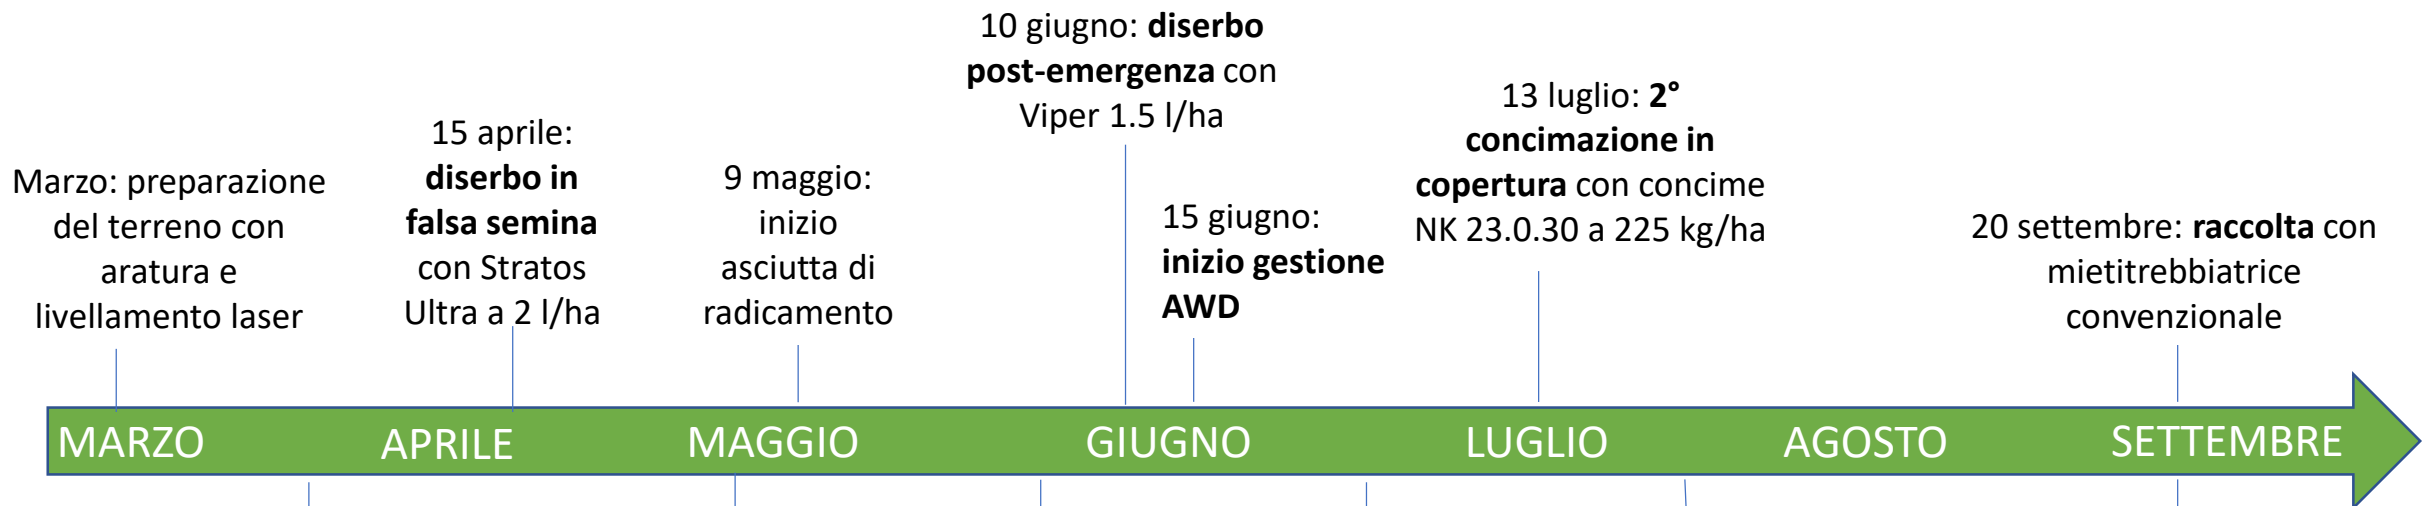 Marzo: preparazione
del terreno con
aratura e
livellamento laser
15 aprile:
diserbo in
falsa semina
con Stratos
Ultra a 2 l/ha
9 maggio:
inizio
asciutta di
radicamento
10 giugno: diserbo
post-emergenza con
Viper 1.5 l/ha
15 giugno:
inizio gestione
AWD
13 luglio: 2°
concimazione in
copertura con concime
NK 23.0.30 a 225 kg/ha
20 settembre: raccolta con
mietitrebbiatrice
convenzionale
MARZO
APRILE
MAGGIO
GIUGNO
LUGLIO
AGOSTO
SETTEMBRE